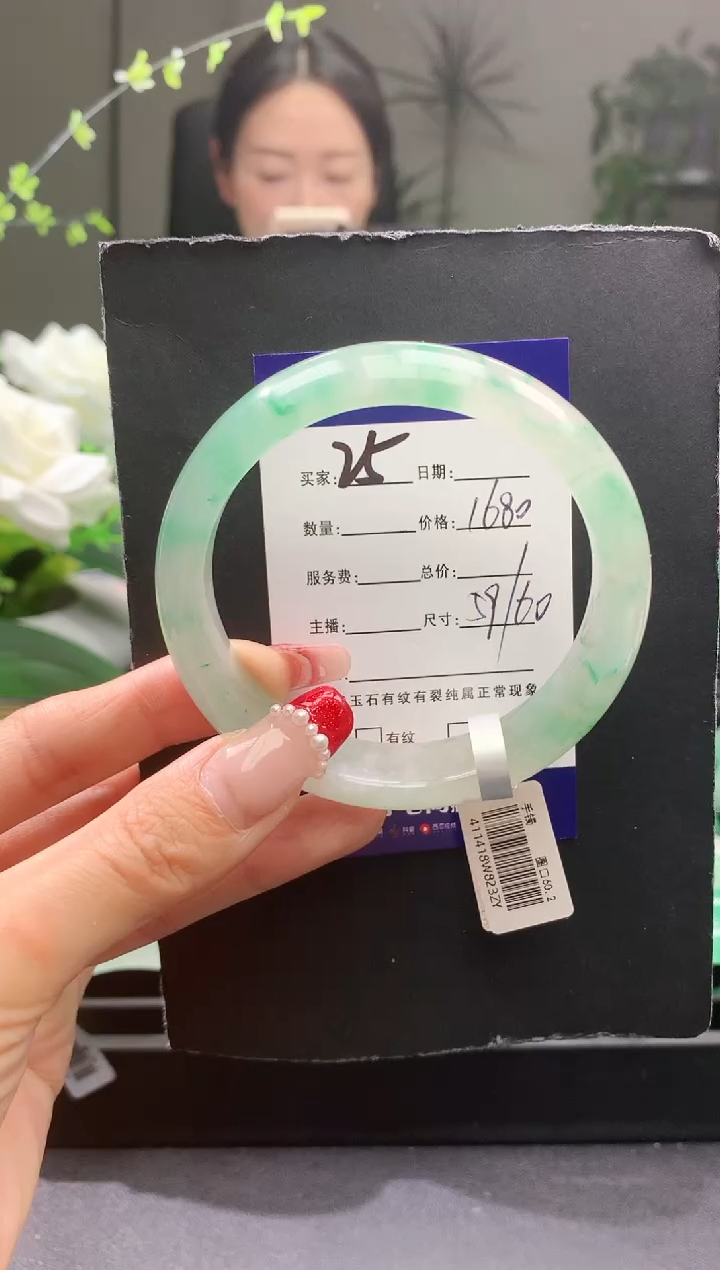 买家:25 日期:
数量: 价格:1680
服务费: 总价:
主播: 尺寸:59/60
玉石有纹有裂纯属正常现象
有纹
手镯
圈口60.2
411418W823ZY